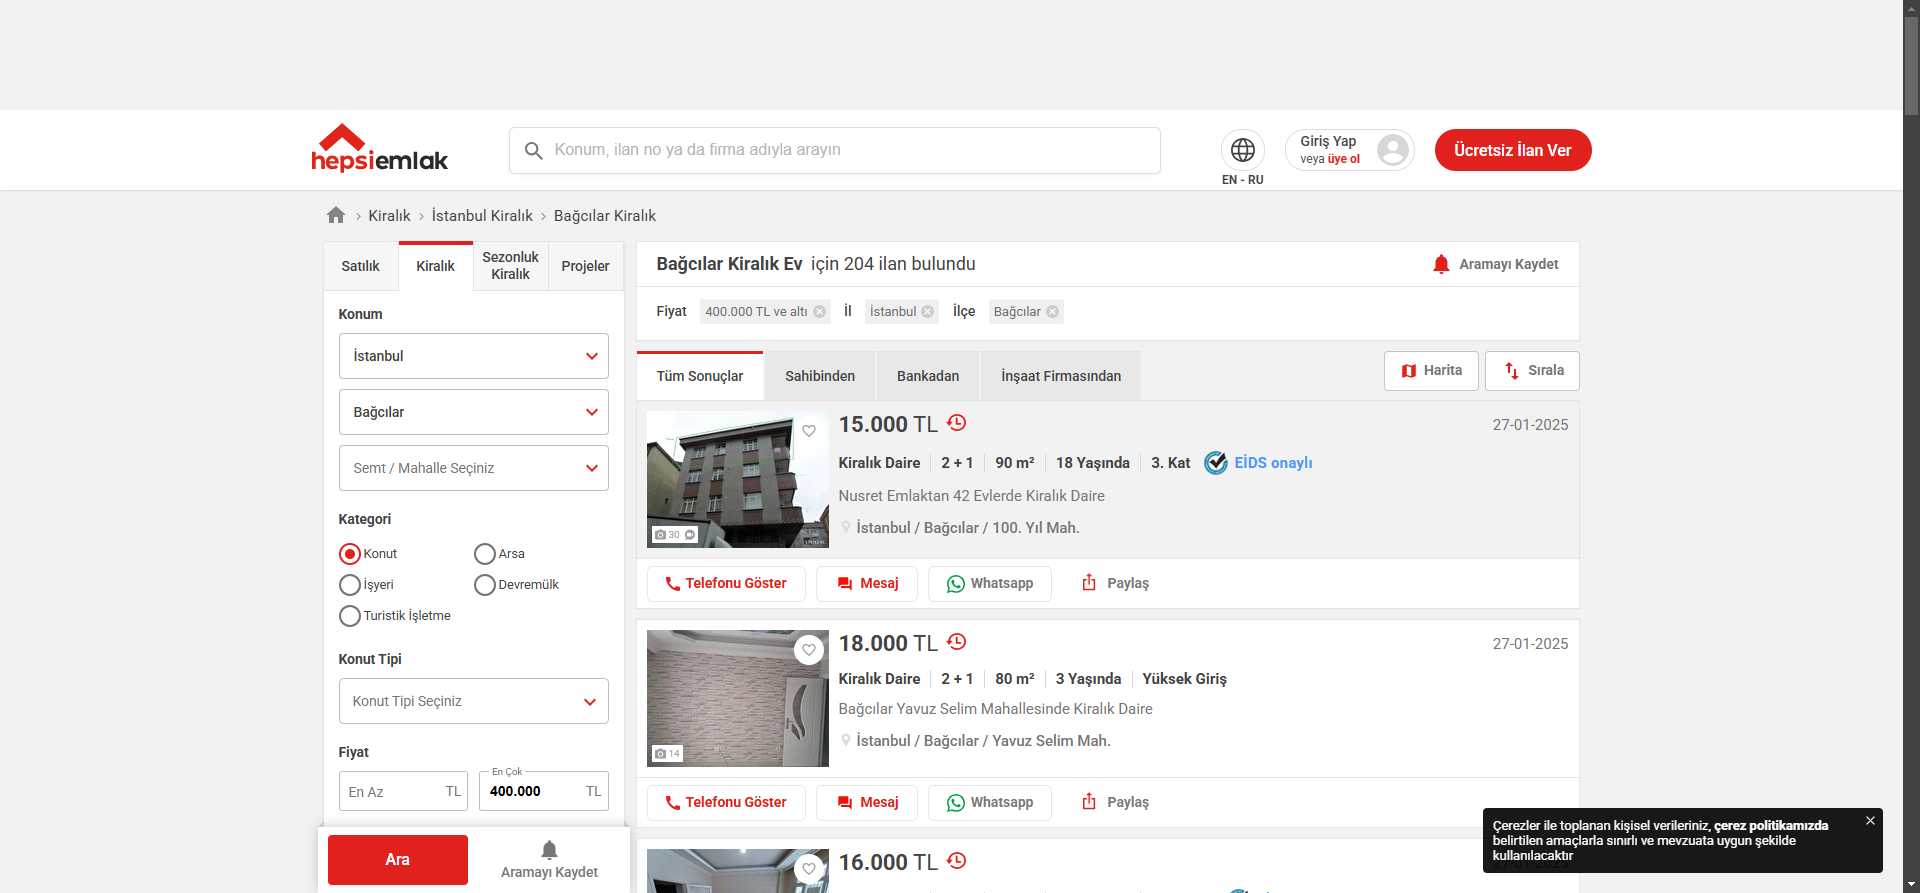 hepsiemlak
Konum, ilan no ya da firma adıyla arayın
EN - RU
Giriş Yap
veya üye ol
Ücretsiz İlan Ver
Kiralık
İstanbul Kiralık
Bağcılar Kiralık
Satılık
Kiralık
Sezonluk
Kiralık
Projeler
Konum
İstanbul
Bağcılar
Semt / Mahalle Seçiniz
Kategori
Konut
Arsa
İşyeri
Devremülk
Turistik İşletme
Konut Tipi
Konut Tipi Seçiniz
Fiyat
En Az TL
En Çok
400.000 TL
Ara
Aramayı Kaydet
Bağcılar Kiralık Ev için 204 ilan bulundu
Aramayı Kaydet
Fiyat 400.000 TL ve altı İl İstanbul İlçe Bağcılar
Tüm Sonuçlar
Sahibinden
Bankadan
İnşaat Firmasından
Harita
Sırala
15.000 TL
27-01-2025
Kiralık Daire 2 + 1 90 m² 18 Yaşında 3. Kat EİDS onaylı
Nusret Emlaktan 42 Evlerde Kiralık Daire
İstanbul / Bağcılar / 100. Yıl Mah.
30
Telefonu Göster
Mesaj
Whatsapp
Paylaş
18.000 TL
27-01-2025
Kiralık Daire 2 + 1 80 m² 3 Yaşında Yüksek Giriş
Bağcılar Yavuz Selim Mahallesinde Kiralık Daire
İstanbul / Bağcılar / Yavuz Selim Mah.
14
Telefonu Göster
Mesaj
Whatsapp
Paylaş
16.000 TL
Çerezler ile toplanan kişisel verileriniz, çerez politikamızda
belirtilen amaçlarla sınırlı ve mevzuata uygun şekilde
kullanılacaktır